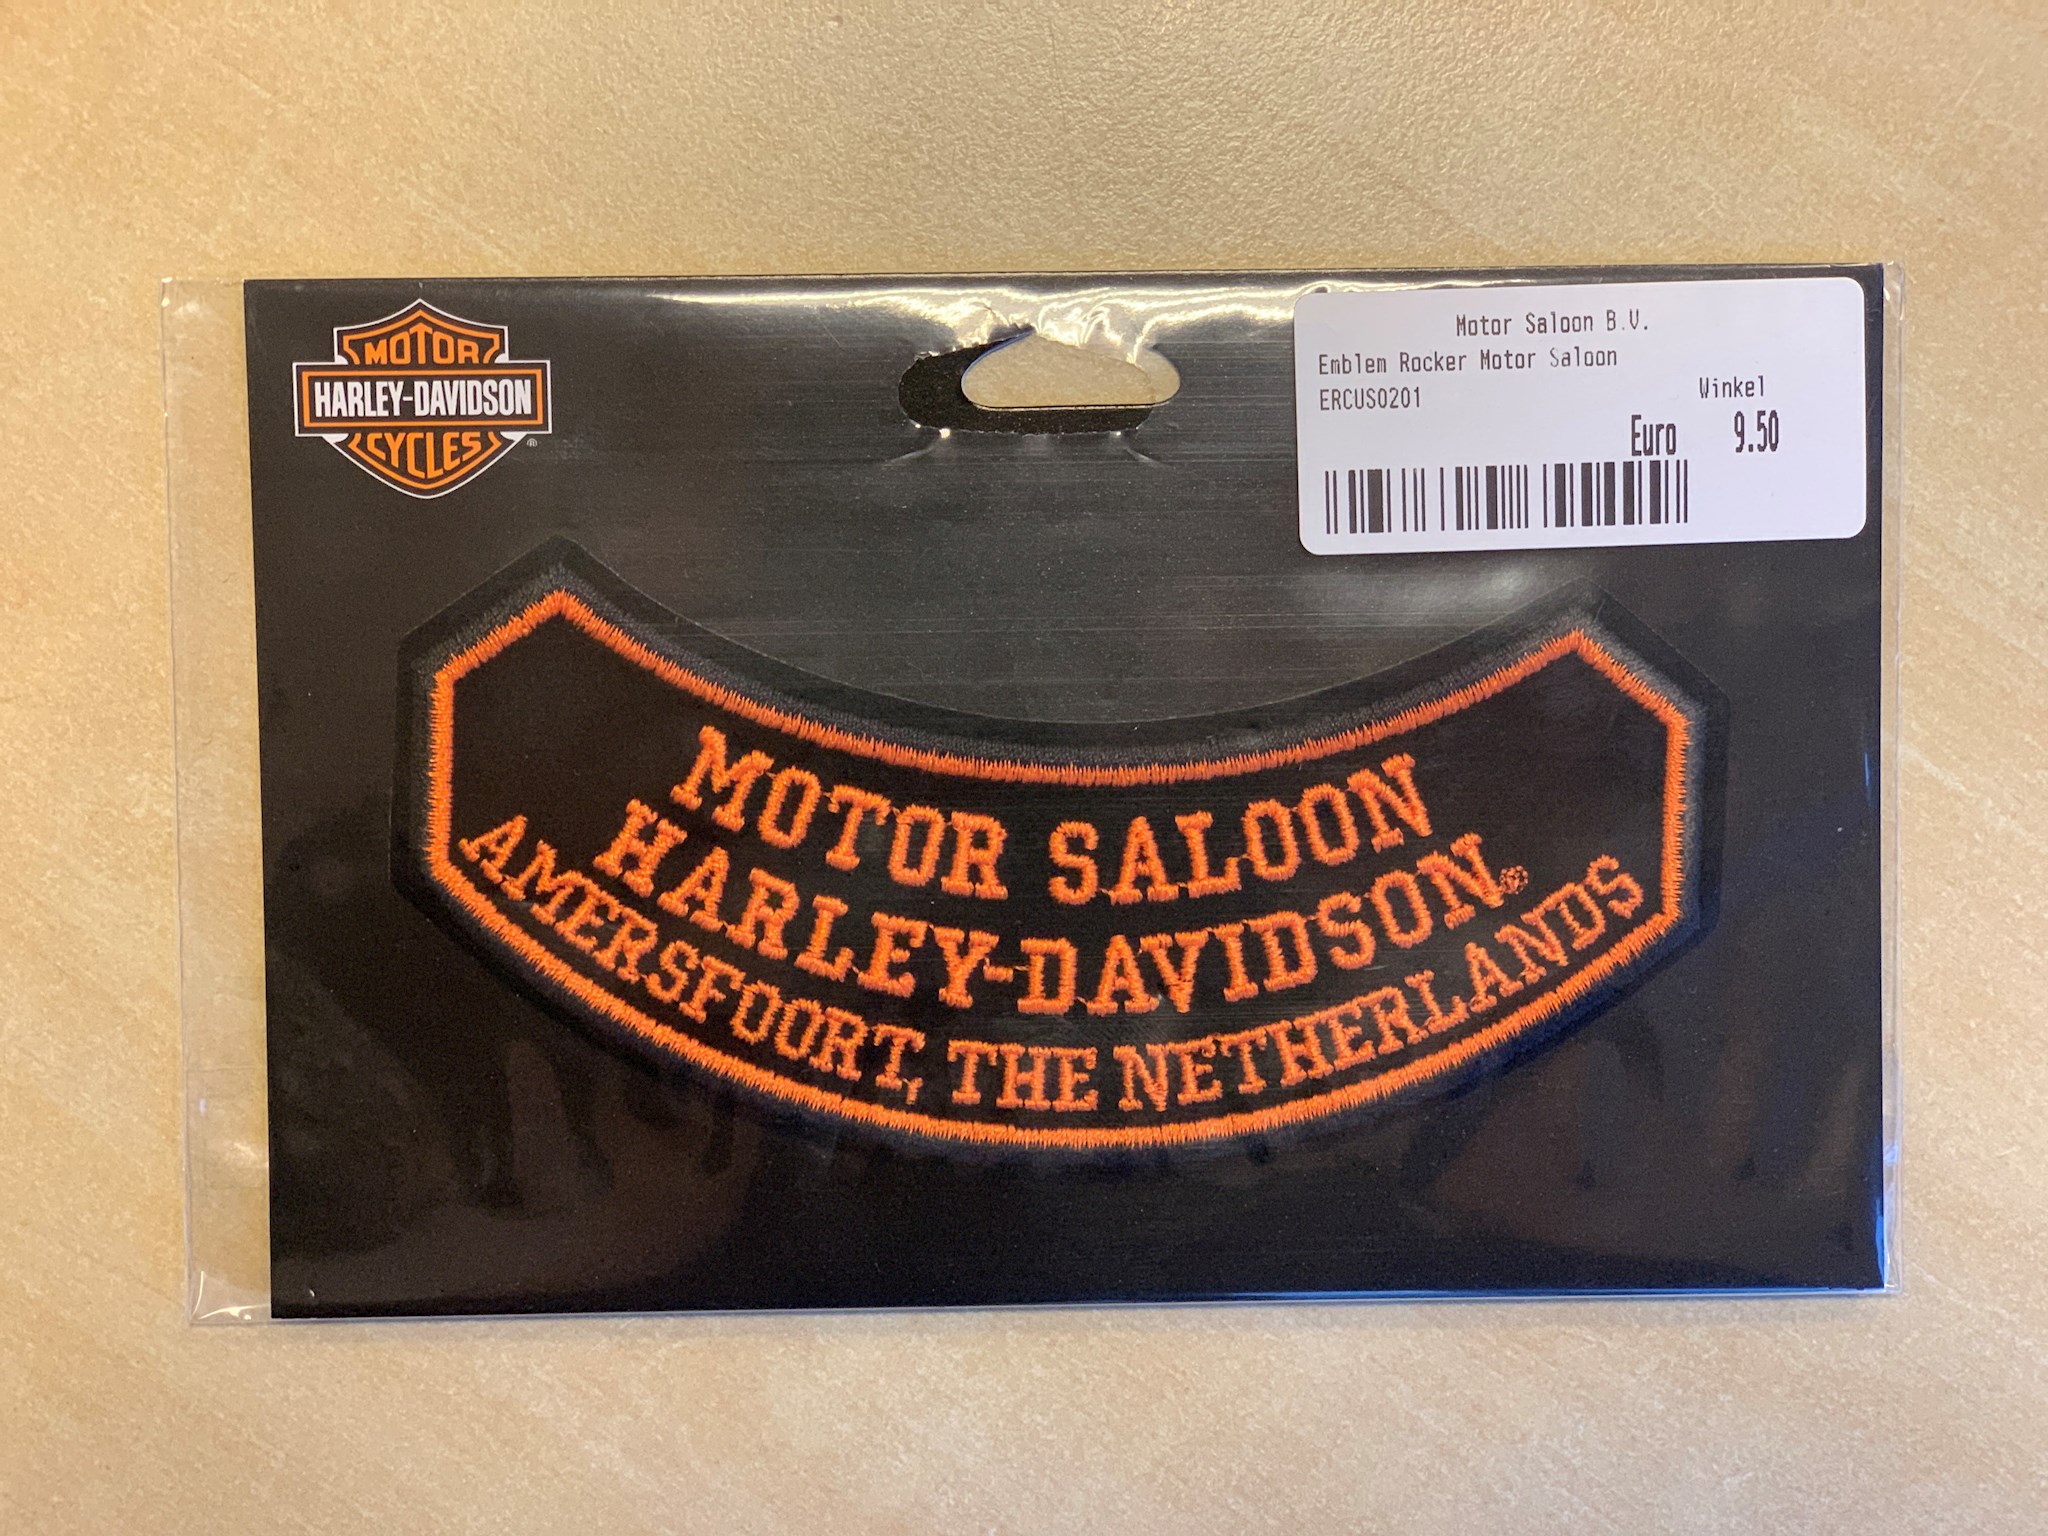 MOTOR
HARLEY-DAVIDSON
CYCLES
®
Motor Saloon B.V.
Emblem Rocker Motor Saloon
ERCUS0201
Winkel
Euro 9.50
MOTOR SALOON
HARLEY-DAVIDSON®
AMERSFOORT, THE NETHERLANDS